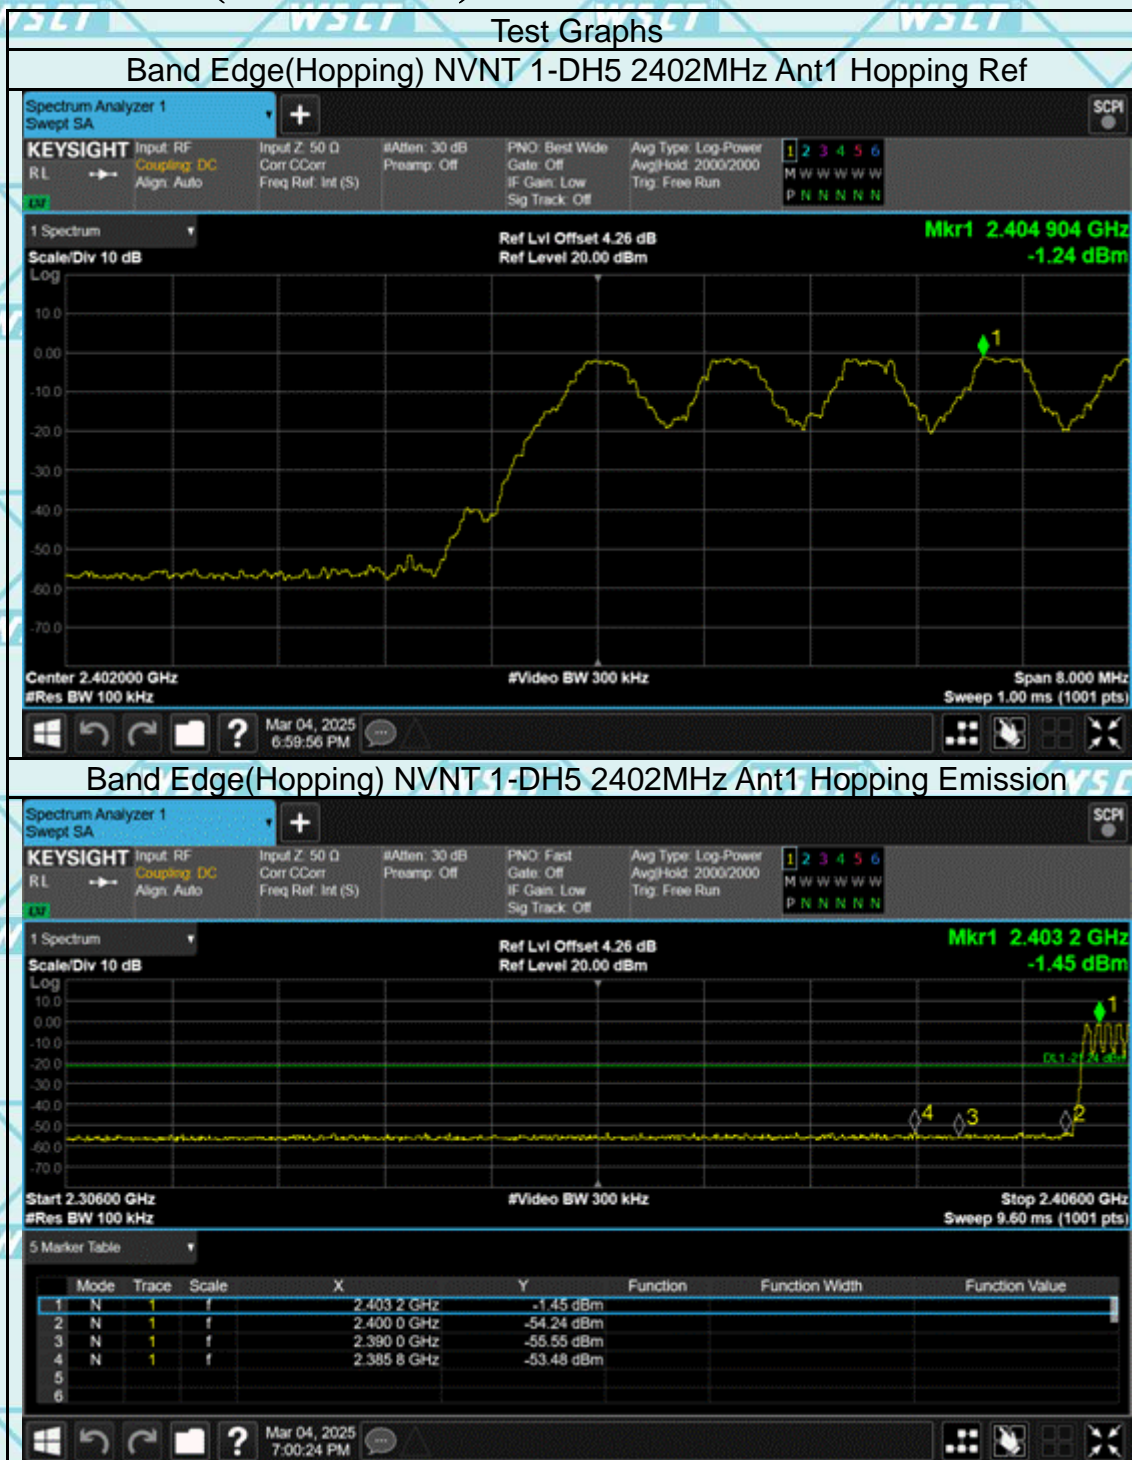 Test Graphs
Band Edge(Hopping) NVNT 1-DH5 2402MHz Ant1 Hopping Ref
Spectrum Analyzer 1
Swept SA
+
SCPI
KEYSIGHT Input: RF Input Z: 50 Ω #Atten: 30 dB PNO: Best Wide Avg Type: Log-Power 1 2 3 4 5 6
RL Coupling: DC Corr CCorr Preamp: Off Gate: Off Avg|Hold: 2000/2000 M W W W W W
Align: Auto Freq Ref: Int (S) IF Gain: Low Trig: Free Run P N N N N N
Sig Track: Off
1 Spectrum
Ref Lvl Offset 4.26 dB
Mkr1 2.404 904 GHz
Scale/Div 10 dB
Ref Level 20.00 dBm
-1.24 dBm
Log
10.0
1
0.00
-10.0
-20.0
-30.0
-40.0
-50.0
-60.0
-70.0
Center 2.402000 GHz #Video BW 300 kHz Span 8.000 MHz
#Res BW 100 kHz Sweep 1.00 ms (1001 pts)
? Mar 04, 2025
6:59:56 PM
Band Edge(Hopping) NVNT 1-DH5 2402MHz Ant1 Hopping Emission
Spectrum Analyzer 1
Swept SA
+
SCPI
KEYSIGHT Input: RF Input Z: 50 Ω #Atten: 30 dB PNO: Fast Avg Type: Log-Power 1 2 3 4 5 6
RL Coupling: DC Corr CCorr Preamp: Off Gate: Off Avg|Hold: 2000/2000 M W W W W W
Align: Auto Freq Ref: Int (S) IF Gain: Low Trig: Free Run P N N N N N
Sig Track: Off
1 Spectrum
Ref Lvl Offset 4.26 dB
Mkr1 2.403 2 GHz
Scale/Div 10 dB
Ref Level 20.00 dBm
-1.45 dBm
Log
10.0
1
0.00
-10.0
DL1 -21.24 dBm
-20.0
-30.0
-40.0
4 3 2
-50.0
-60.0
-70.0
Start 2.30600 GHz #Video BW 300 kHz Stop 2.40600 GHz
#Res BW 100 kHz Sweep 9.60 ms (1001 pts)
5 Marker Table
Mode Trace Scale X Y Function Function Width Function Value
1 N 1 f 2.403 2 GHz -1.45 dBm
2 N 1 f 2.400 0 GHz -54.24 dBm
3 N 1 f 2.390 0 GHz -55.55 dBm
4 N 1 f 2.385 8 GHz -53.48 dBm
5
6
? Mar 04, 2025
7:00:24 PM